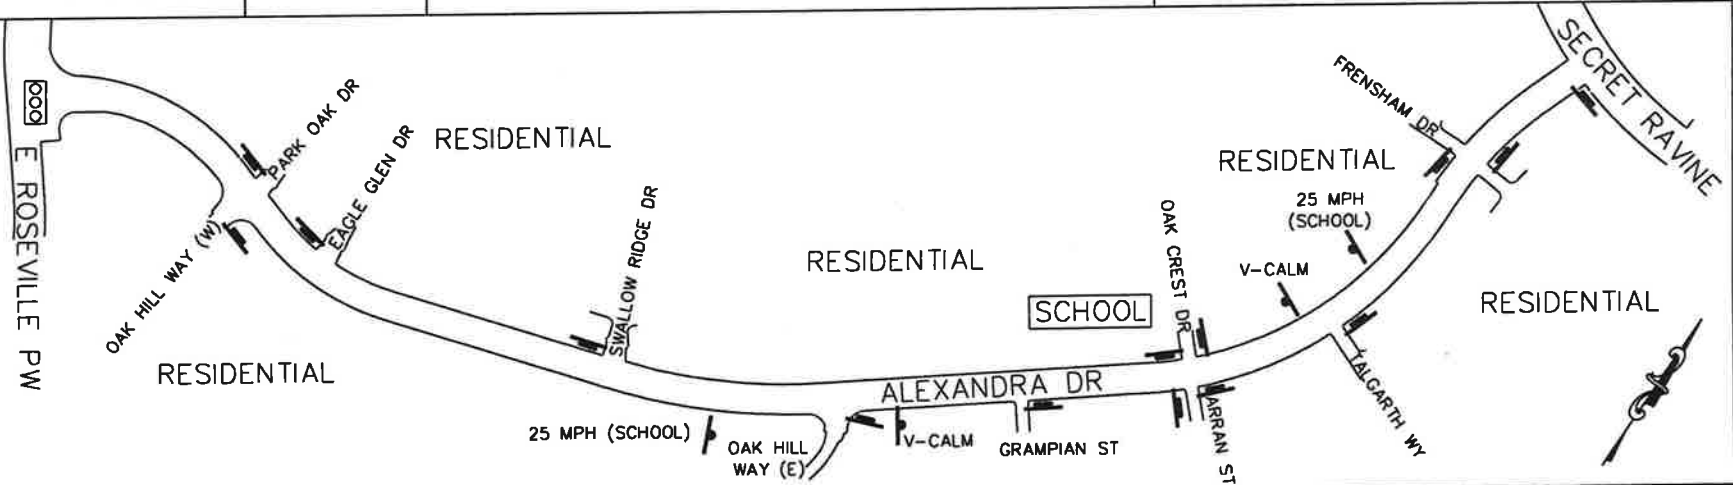 E ROSEVILLE PW
PARK OAK DR
EAGLE GLEN DR
RESIDENTIAL
OAK HILL WAY (W)
RESIDENTIAL
SWALLOW RIDGE DR
RESIDENTIAL
25 MPH (SCHOOL)
OAK HILL
WAY (E)
V-CALM
ALEXANDRA DR
GRAMPIAN ST
SCHOOL
OAK CREST DR
ARRAN ST
V-CALM
25 MPH
(SCHOOL)
RESIDENTIAL
FRENSHAM DR
TALGARTH WY
RESIDENTIAL
SECRET RAVINE